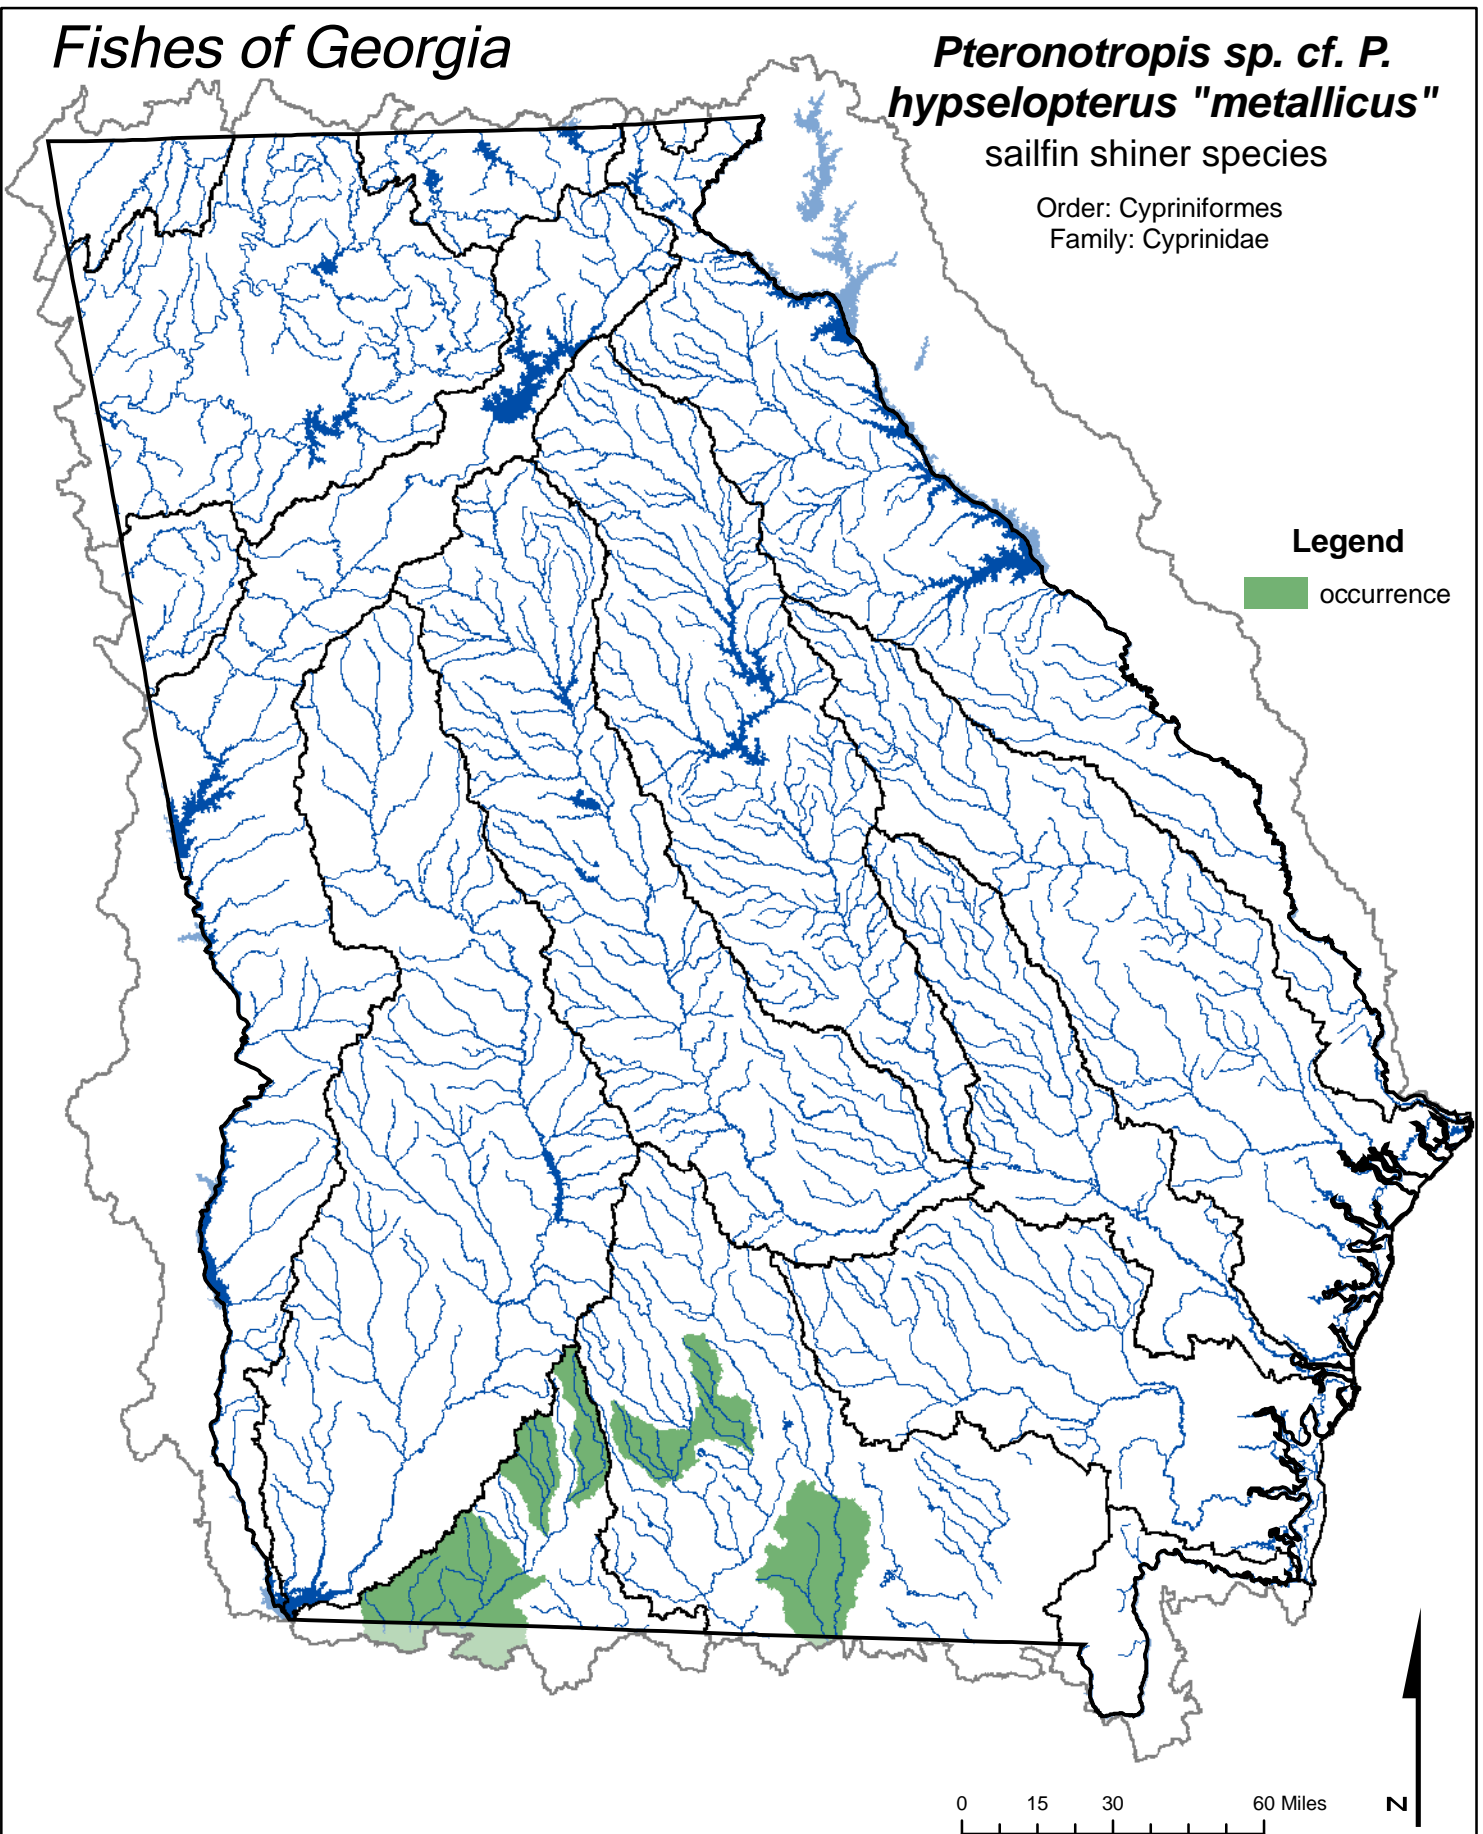 Fishes of Georgia
Pteronotropis sp. cf. P.
hypselopterus "metallicus"
sailfin shiner species
Order: Cypriniformes
Family: Cyprinidae
Legend
occurrence
0 15 30 60 Miles
N